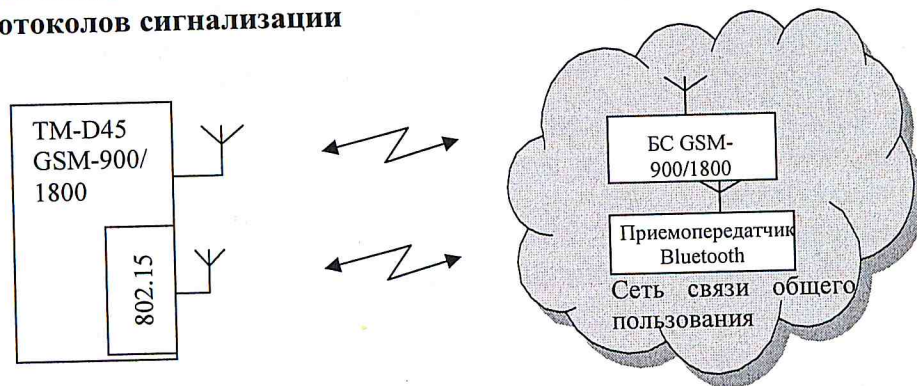 отоколов сигнализации
TM-D45
GSM-900/
1800
802.15
БС GSM-
900/1800
Приемопередатчик
Bluetooth
Сеть связи общего
пользования